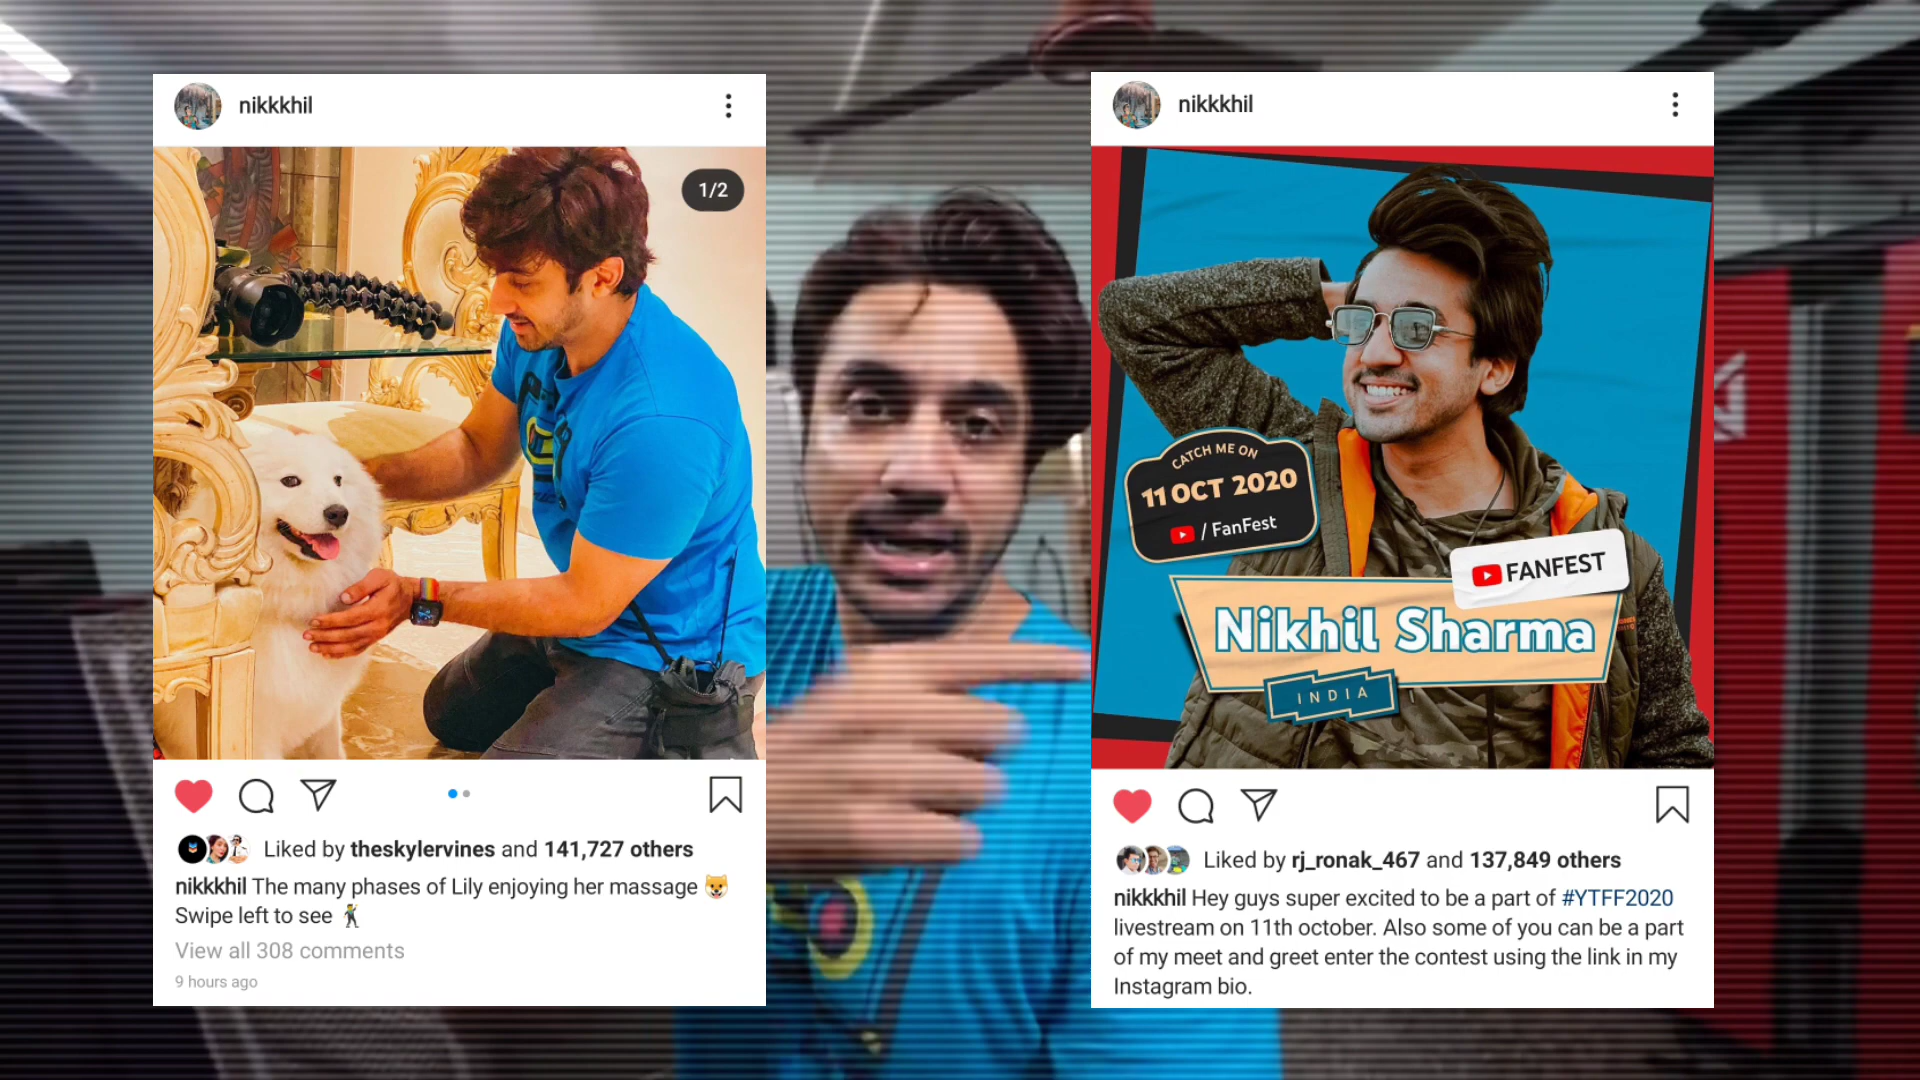 nikkkhil
1/2
Liked by theskylervines and 141,727 others
nikkkhil The many phases of Lily enjoying her massage
Swipe left to see
View all 308 comments
9 hours ago
nikkkhil
CATCH ME ON
11 OCT 2020
/ FanFest
FANFEST
Nikhil Sharma
INDIA
Liked by rj_ronak_467 and 137,849 others
nikkkhil Hey guys super excited to be a part of #YTFF2020
livestream on 11th october. Also some of you can be a part
of my meet and greet enter the contest using the link in my
Instagram bio.